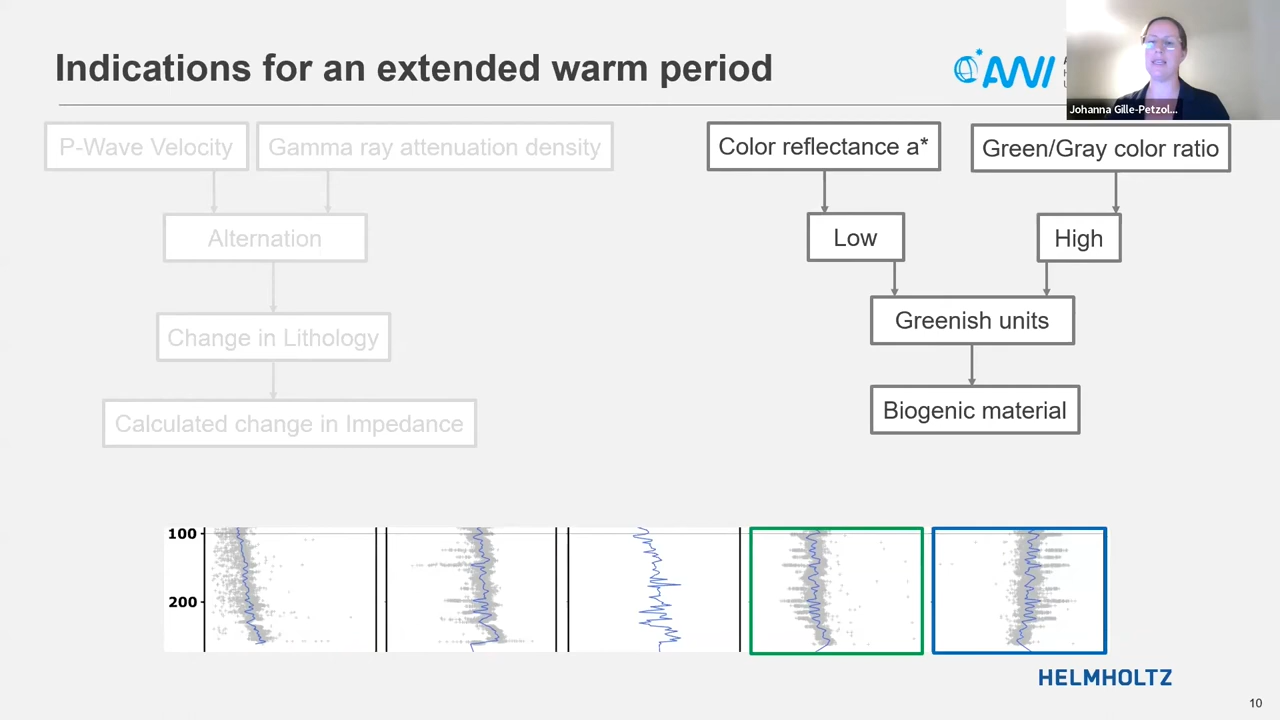 Indications for an extended warm period
AWI
Johanna Gille-Petzol...
P-Wave Velocity
Gamma ray attenuation density
Color reflectance a*
Green/Gray color ratio
Alternation
Low
High
Change in Lithology
Greenish units
Calculated change in Impedance
Biogenic material
100
200
HELMHOLTZ
10